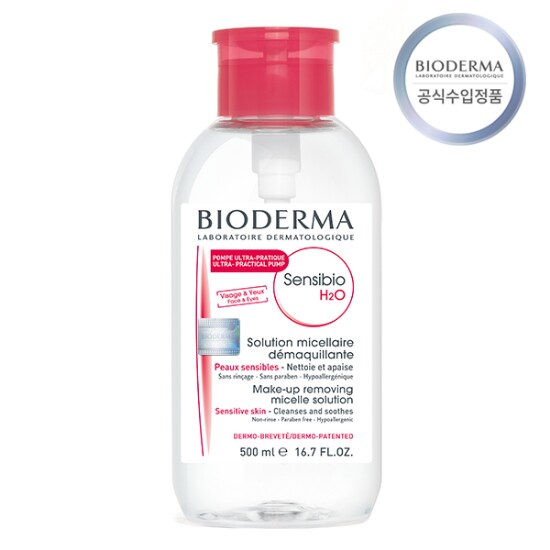 BIODERMA
LABORATOIRE DERMATOLOGIQUE
공식수입정품
BIODERMA
LABORATOIRE DERMATOLOGIQUE
POMPE ULTRA-PRATIQUE
ULTRA- PRACTICAL PUMP
Sensibio
H2O
Visage & Yeux
Face & Eyes
Solution micellaire
démaquillante
Peaux sensibles - Nettoie et apaise
Sans rinçage - Sans paraben - Hypoallergénique
Make-up removing
micelle solution
Sensitive skin - Cleanses and soothes
Non-rinse - Paraben free - Hypoallergenic
DERMO-BREVETÉ/DERMO-PATENTED
500 ml ℮ 16.7 FL.OZ.